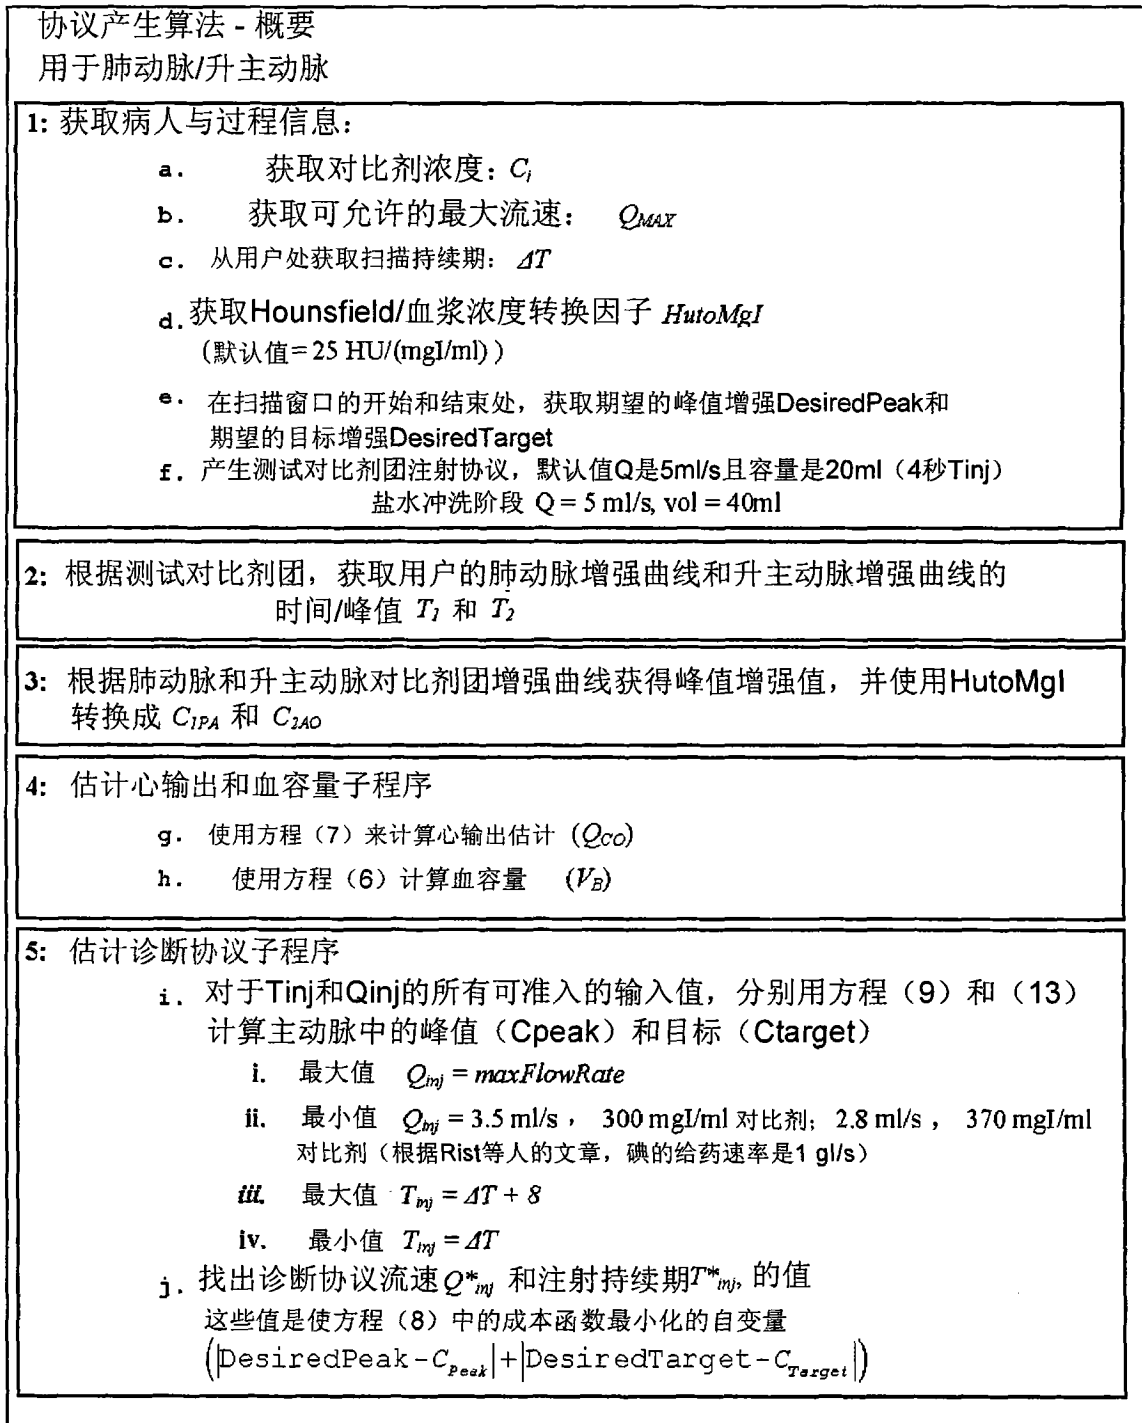 协议产生算法 - 概要
用于肺动脉/升主动脉
1: 获取病人与过程信息：
a. 获取对比剂浓度：Ci
b. 获取可允许的最大流速： QMAX
c. 从用户处获取扫描持续期：ΔT
d. 获取Hounsfield/血浆浓度转换因子 HutoMgI
（默认值= 25 HU/(mgI/ml)）
e. 在扫描窗口的开始和结束处，获取期望的峰值增强DesiredPeak和
期望的目标增强DesiredTarget
f. 产生测试对比剂团注射协议，默认值Q是5ml/s且容量是20ml（4秒Tinj）
盐水冲洗阶段 Q = 5 ml/s, vol = 40ml
2: 根据测试对比剂团，获取用户的肺动脉增强曲线和升主动脉增强曲线的
时间/峰值 T1 和 T2
3: 根据肺动脉和升主动脉对比剂团增强曲线获得峰值增强值，并使用HutoMgI
转换成 C1PA 和 C2AO
4: 估计心输出和血容量子程序
g. 使用方程（7）来计算心输出估计 (QCO)
h. 使用方程（6）计算血容量 (VB)
5: 估计诊断协议子程序
i. 对于Tinj和Qinj的所有可准入的输入值，分别用方程（9）和（13）
计算主动脉中的峰值（Cpeak）和目标（Ctarget）
i. 最大值 Qinj = maxFlowRate
ii. 最小值 Qinj = 3.5 ml/s ， 300 mgI/ml 对比剂；2.8 ml/s ， 370 mgI/ml
对比剂（根据Rist等人的文章，碘的给药速率是1 gI/s）
iii. 最大值 Tinj = ΔT + 8
iv. 最小值 Tinj = ΔT
j. 找出诊断协议流速Q*inj 和注射持续期T*inj, 的值
这些值是使方程（8）中的成本函数最小化的自变量
(|DesiredPeak-CPeak|+|DesiredTarget-CTarget|)